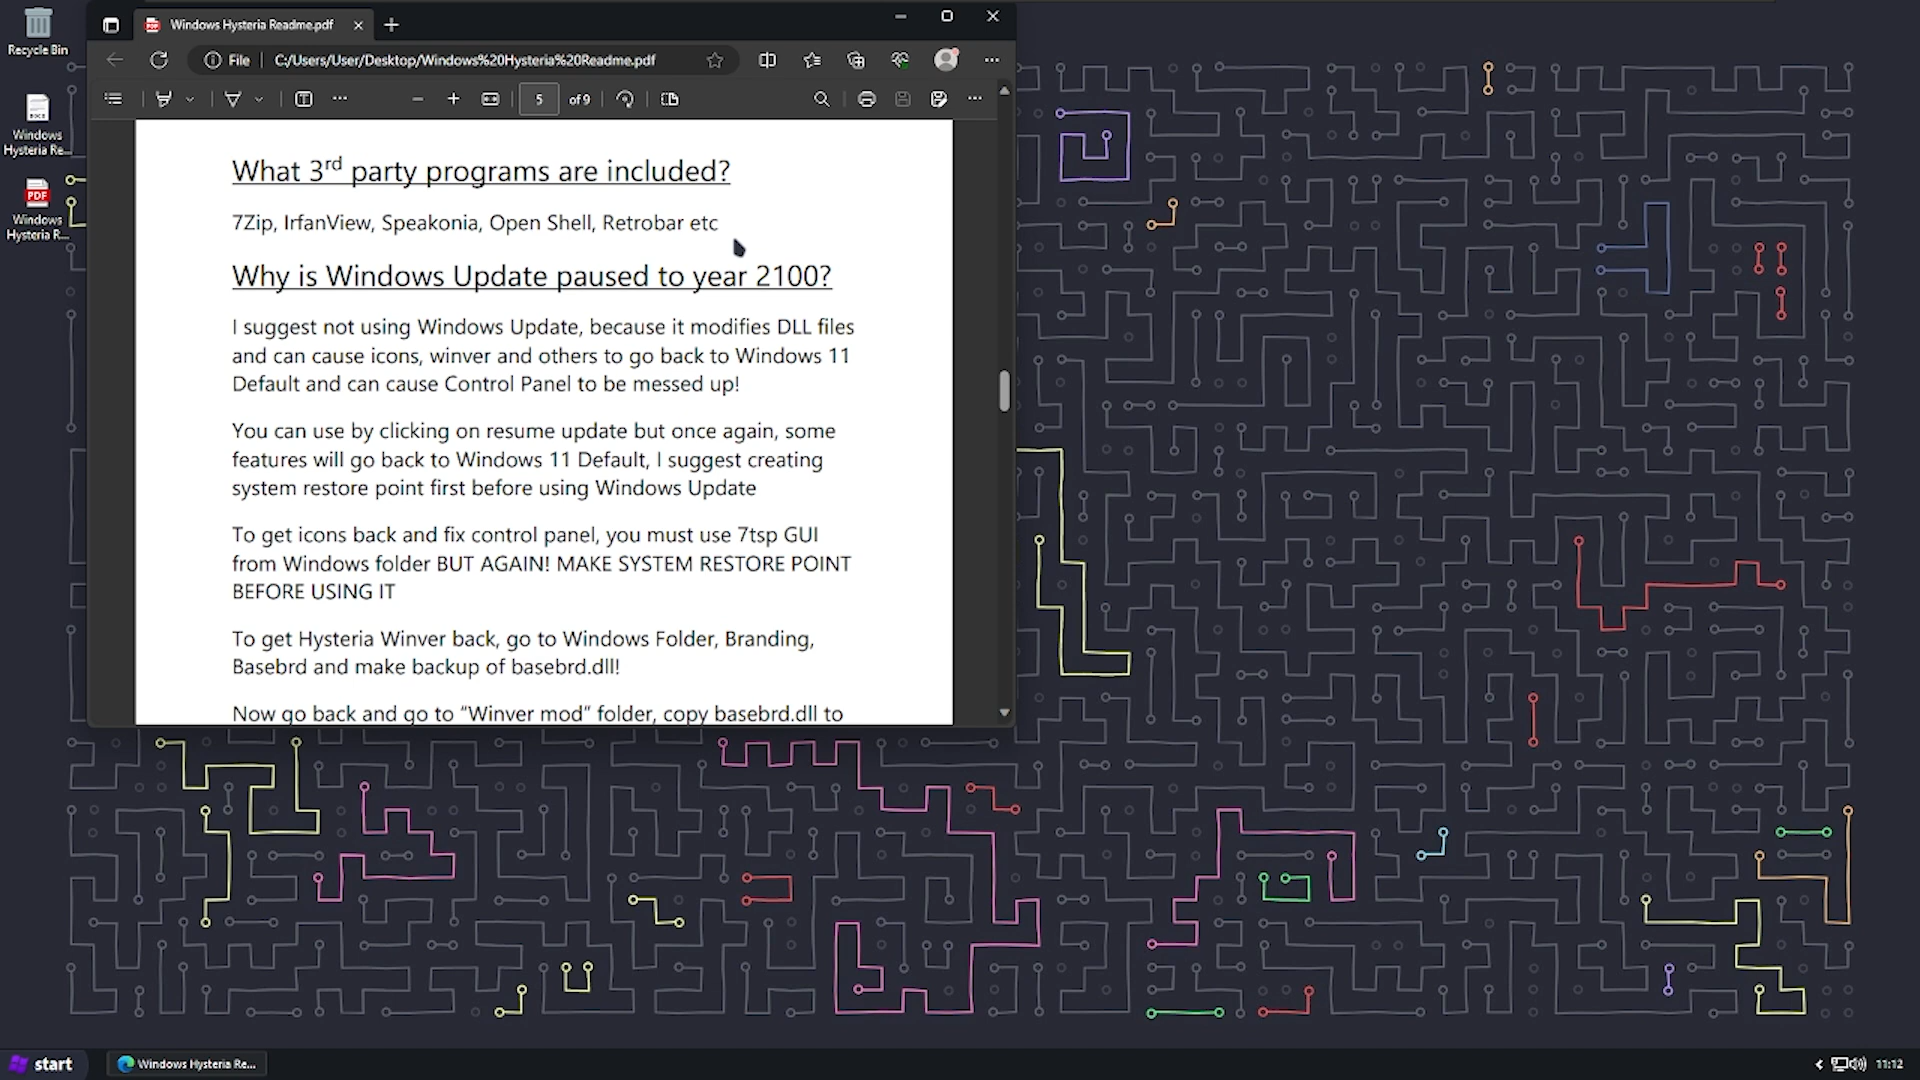 Recycle Bin
Windows
Hysteria Re...
Windows
Hysteria R...
Windows Hysteria Readme.pdf
File
C:/Users/User/Desktop/Windows%20Hysteria%20Readme.pdf
5
of 9
What 3rd party programs are included?
7Zip, IrfanView, Speakonia, Open Shell, Retrobar etc
Why is Windows Update paused to year 2100?
I suggest not using Windows Update, because it modifies DLL files
and can cause icons, winver and others to go back to Windows 11
Default and can cause Control Panel to be messed up!
You can use by clicking on resume update but once again, some
features will go back to Windows 11 Default, I suggest creating
system restore point first before using Windows Update
To get icons back and fix control panel, you must use 7tsp GUI
from Windows folder BUT AGAIN! MAKE SYSTEM RESTORE POINT
BEFORE USING IT
To get Hysteria Winver back, go to Windows Folder, Branding,
Basebrd and make backup of basebrd.dll!
Now go back and go to “Winver mod” folder, copy basebrd.dll to
start
Windows Hysteria Re...
11:12
PDF